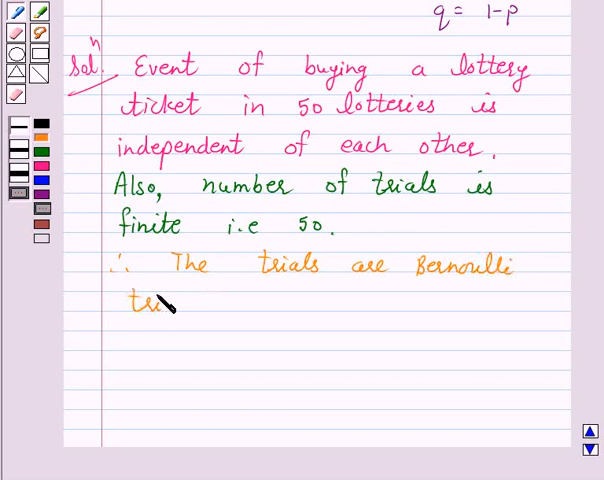 q = 1-p
Solⁿ. Event of buying a lottery
ticket in 50 lotteries is
independent of each other.
Also, number of trials is
finite i.e 50.
∴ The trials are Bernoulli
tri